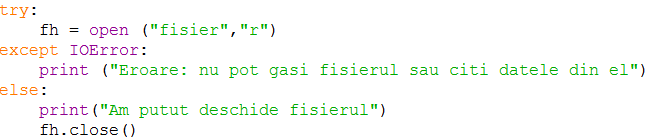 try:
    fh = open ("fisier","r")
except IOError:
    print ("Eroare: nu pot gasi fisierul sau citi datele din el")
else:
    print("Am putut deschide fisierul")
    fh.close()